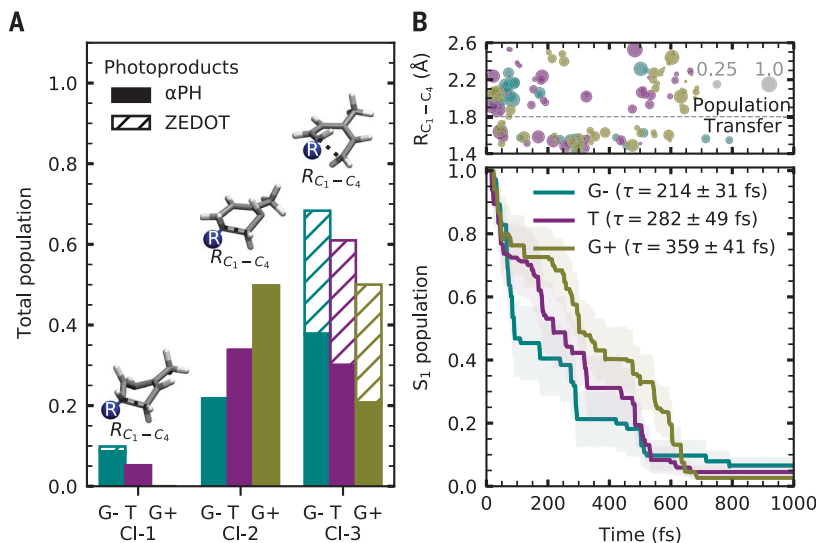 A
Photoproducts
αPH
ZEDOT
Total population
1.0
0.8
0.6
0.4
0.2
0.0
R
R_{C₁−C₄}
R
R_{C₁−C₄}
R
R_{C₁−C₄}
G- T G+
CI-1
G- T G+
CI-2
G- T G+
CI-3
B
R_{C₁−C₄} (Å)
2.6
2.2
1.8
1.4
0.25 1.0
Population
Transfer
S₁ population
1.0
0.8
0.6
0.4
0.2
0.0
G- (τ = 214 ± 31 fs)
T (τ = 282 ± 49 fs)
G+ (τ = 359 ± 41 fs)
0 200 400 600 800 1000
Time (fs)